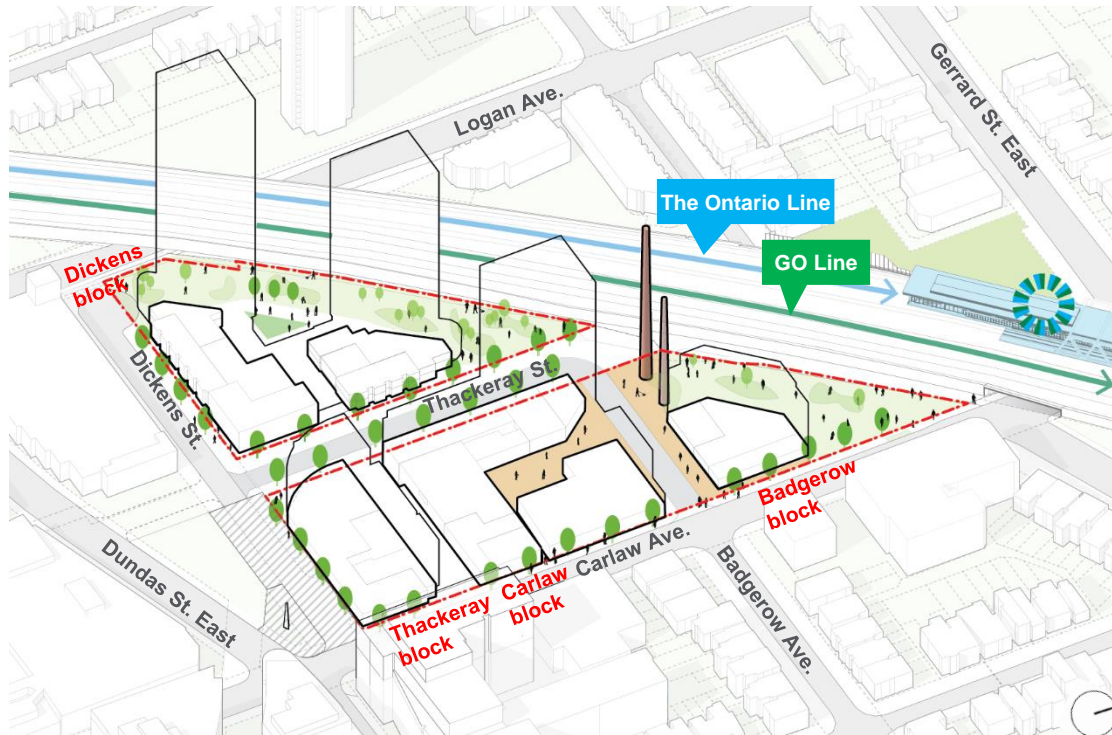 Logan Ave.
Gerrard St. East
The Ontario Line
GO Line
Dickens
block
Dickens St.
Thackeray St.
Badgerow
block
Carlaw Ave.
Carlaw
block
Thackeray
block
Dundas St. East
Badgerow Ave.